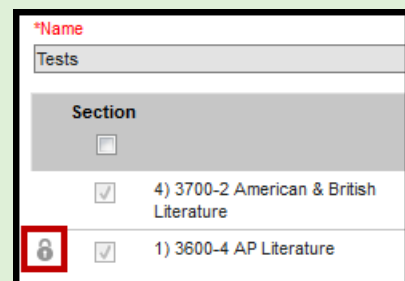 *Name
Tests
Section
4) 3700-2 American & British
Literature
1) 3600-4 AP Literature